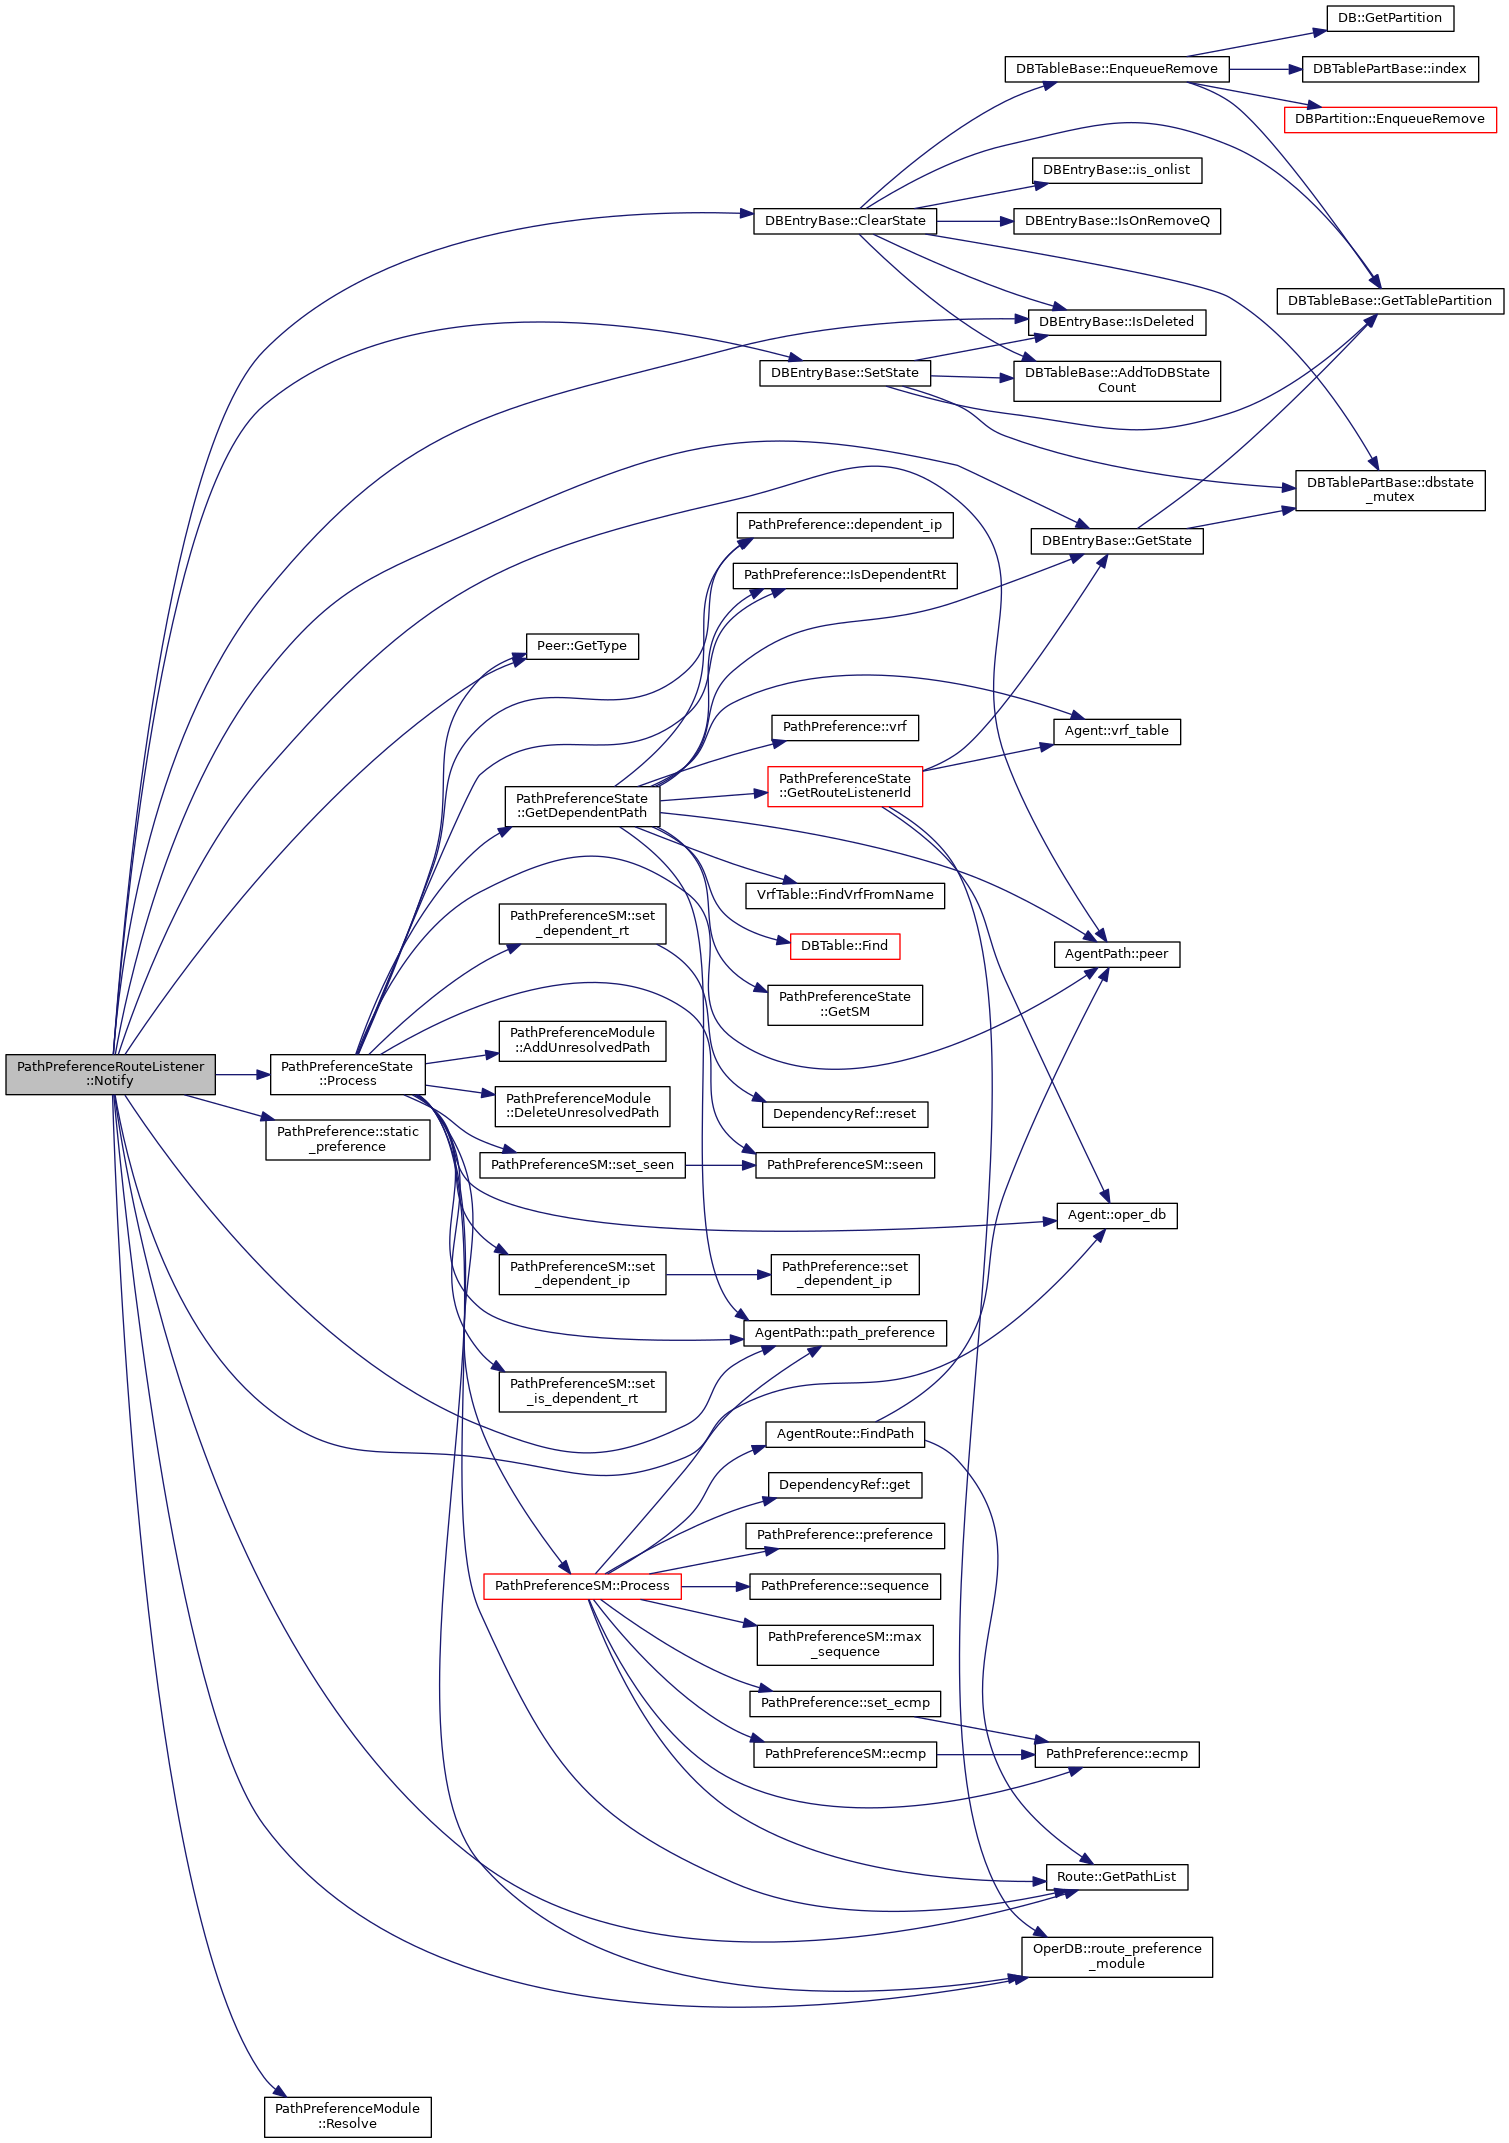 DB::GetPartition
DBTableBase::EnqueueRemove
DBTablePartBase::index
DBPartition::EnqueueRemove
DBEntryBase::is_onlist
DBEntryBase::ClearState
DBEntryBase::IsOnRemoveQ
DBTableBase::GetTablePartition
DBEntryBase::IsDeleted
DBEntryBase::SetState
DBTableBase::AddToDBState
Count
DBTablePartBase::dbstate
_mutex
PathPreference::dependent_ip
DBEntryBase::GetState
PathPreference::IsDependentRt
Peer::GetType
PathPreference::vrf
Agent::vrf_table
PathPreferenceState
::GetRouteListenerId
PathPreferenceState
::GetDependentPath
VrfTable::FindVrfFromName
PathPreferenceSM::set
_dependent_rt
DBTable::Find
AgentPath::peer
PathPreferenceState
::GetSM
PathPreferenceModule
::AddUnresolvedPath
PathPreferenceRouteListener
::Notify
PathPreferenceState
::Process
PathPreferenceModule
::DeleteUnresolvedPath
DependencyRef::reset
PathPreference::static
_preference
PathPreferenceSM::set_seen
PathPreferenceSM::seen
Agent::oper_db
PathPreferenceSM::set
_dependent_ip
PathPreference::set
_dependent_ip
AgentPath::path_preference
PathPreferenceSM::set
_is_dependent_rt
AgentRoute::FindPath
DependencyRef::get
PathPreference::preference
PathPreferenceSM::Process
PathPreference::sequence
PathPreferenceSM::max
_sequence
PathPreference::set_ecmp
PathPreferenceSM::ecmp
PathPreference::ecmp
Route::GetPathList
OperDB::route_preference
_module
PathPreferenceModule
::Resolve